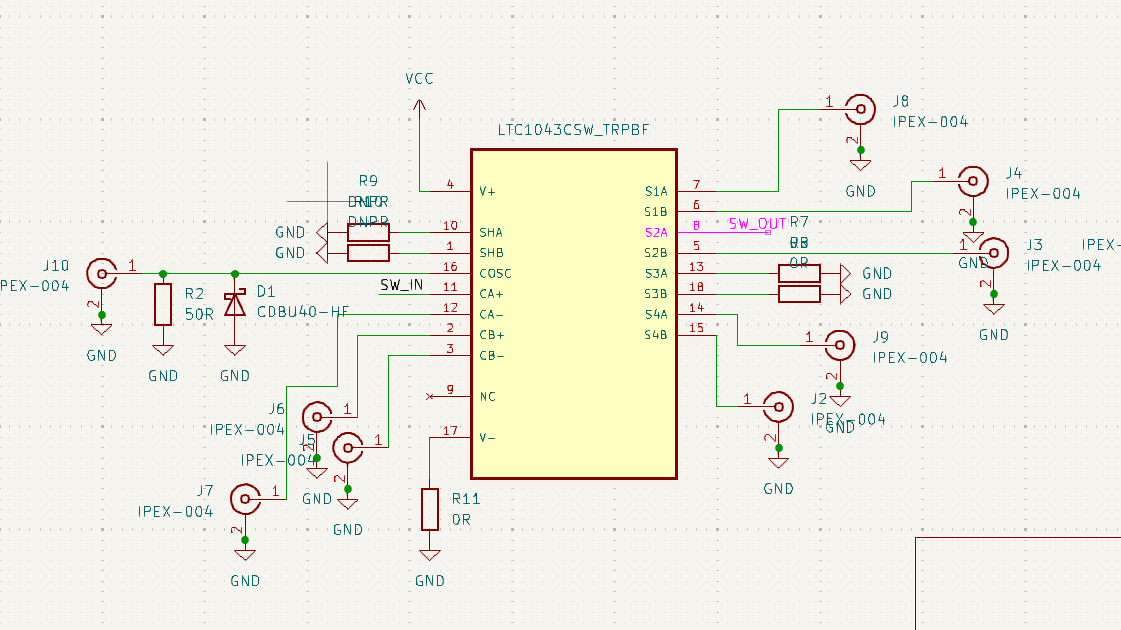 VCC
LTC1043CSW_TRPBF
4 V+
10 SHA
1 SHB
16 COSC
11 CA+
12 CA-
2 CB+
3 CB-
9 NC
17 V-
S1A 7
S1B 6
S2A 8
S2B 5
S3A 13
S3B 18
S4A 14
S4B 15
R9
DNPR
DNPR
GND
GND
SW_IN
SW_OUT
J10
PEX-004
1
2
GND
R2
50R
GND
D1
CDBU40-HF
GND
J6
IPEX-004
1
GND
J5
IPEX-004
1
2
GND
J7
IPEX-004
1
2
GND
R11
0R
GND
J8
IPEX-004
1
2
GND
J4
IPEX-004
1
2
GND
J3
IPEX-004
1
2
GND
IPEX-
R7
0R
GND
GND
J9
IPEX-004
1
2
GND
J2
IPEX-004
1
2
GND